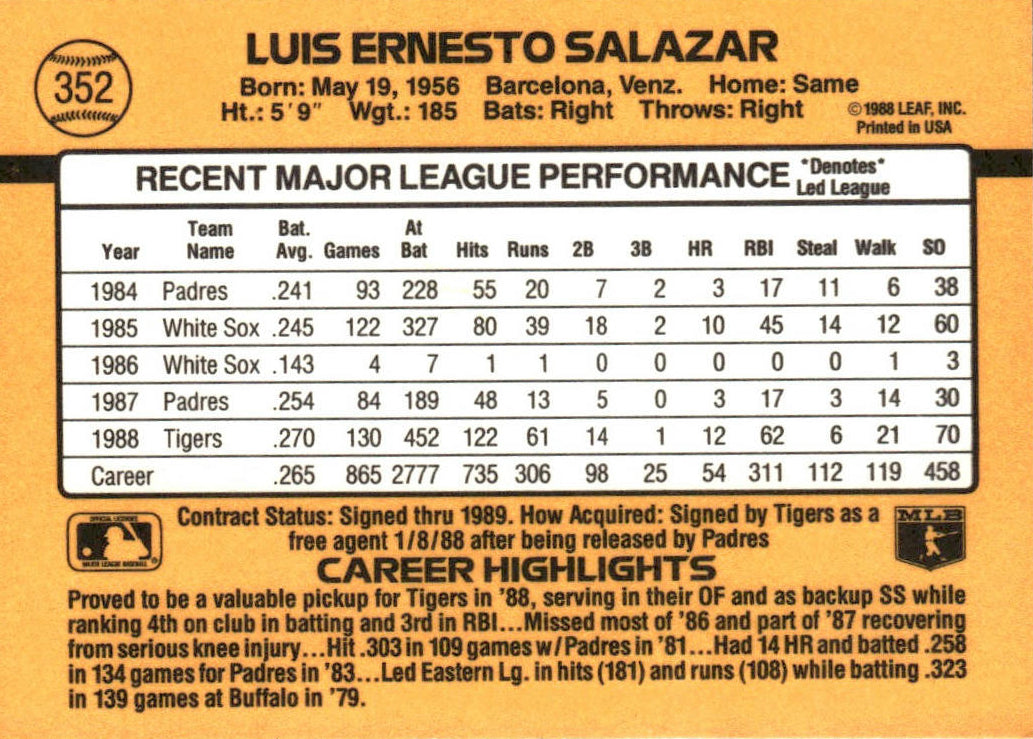 352
LUIS ERNESTO SALAZAR
Born: May 19, 1956 Barcelona, Venz. Home: Same
Ht.: 5'9" Wgt.: 185 Bats: Right Throws: Right
©1988 LEAF, INC.
Printed in USA
RECENT MAJOR LEAGUE PERFORMANCE *Denotes* Led League
Year Team Name Bat. Avg. Games At Bat Hits Runs 2B 3B HR RBI Steal Walk SO
1984 Padres .241 93 228 55 20 7 2 3 17 11 6 38
1985 White Sox .245 122 327 80 39 18 2 10 45 14 12 60
1986 White Sox .143 4 7 1 1 0 0 0 0 0 1 3
1987 Padres .254 84 189 48 13 5 0 3 17 3 14 30
1988 Tigers .270 130 452 122 61 14 1 12 62 6 21 70
Career .265 865 2777 735 306 98 25 54 311 112 119 458
OFFICIAL LICENSEE
MAJOR LEAGUE BASEBALL
®
Contract Status: Signed thru 1989. How Acquired: Signed by Tigers as a
free agent 1/8/88 after being released by Padres
MLB
CAREER HIGHLIGHTS
Proved to be a valuable pickup for Tigers in '88, serving in their OF and as backup SS while
ranking 4th on club in batting and 3rd in RBI...Missed most of '86 and part of '87 recovering
from serious knee injury...Hit .303 in 109 games w/Padres in '81...Had 14 HR and batted .258
in 134 games for Padres in '83...Led Eastern Lg. in hits (181) and runs (108) while batting .323
in 139 games at Buffalo in '79.